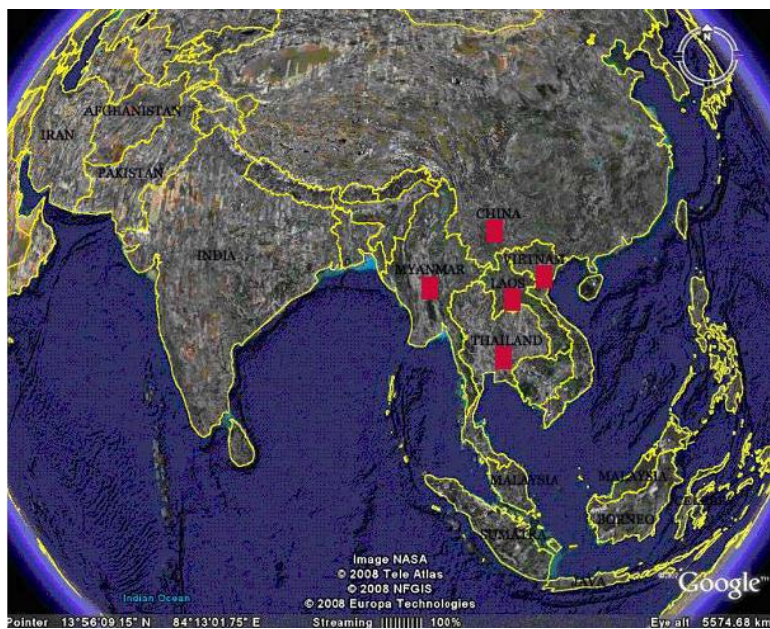 N
AFGHANISTAN
IRAN
PAKISTAN
CHINA
INDIA
VIETNAM
MYANMAR
LAOS
THAILAND
MALAYSIA
MALAYSIA
BORNEO
SUMATRA
JAVA
Image NASA
© 2008 Tele Atlas
© 2008 NFGIS
© 2008 Europa Technologies
Google™
Indian Ocean
Pointer 13°56'09.15" N 84°13'01.75" E Streaming |||||||||| 100% Eye alt 5574.68 km